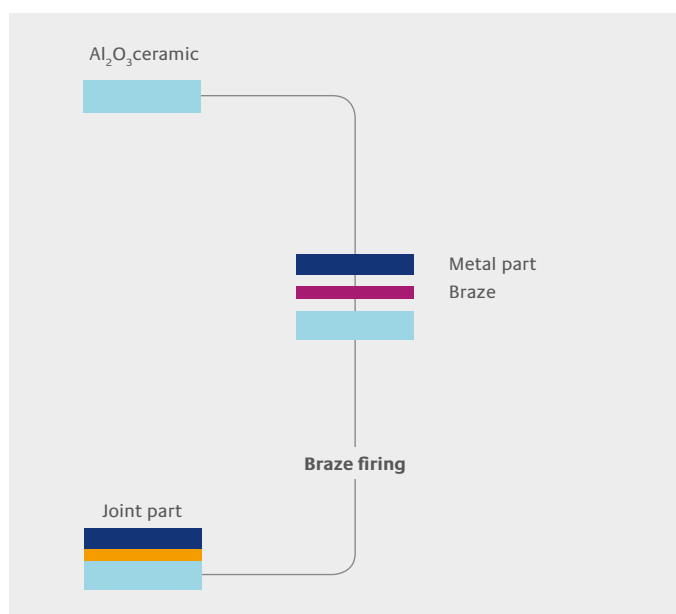 Al₂O₃ceramic
Metal part
Braze
Braze firing
Joint part